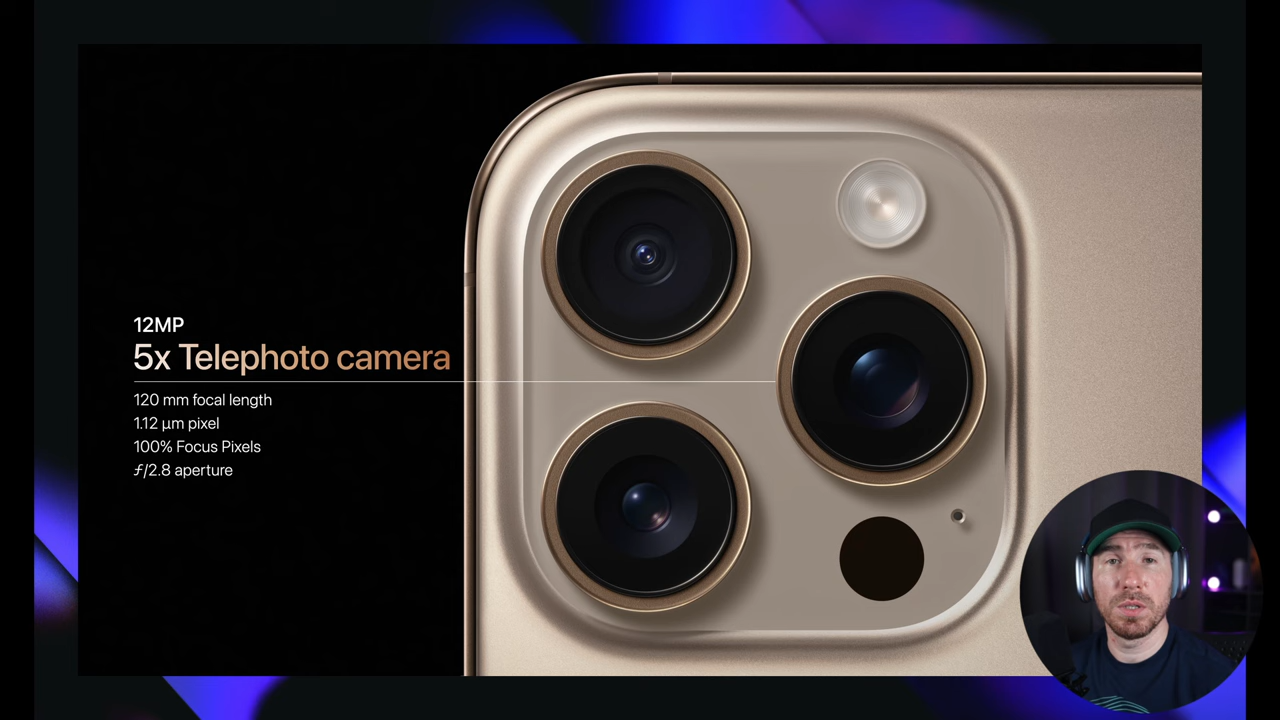 12MP
5x Telephoto camera
120 mm focal length
1.12 µm pixel
100% Focus Pixels
ƒ/2.8 aperture